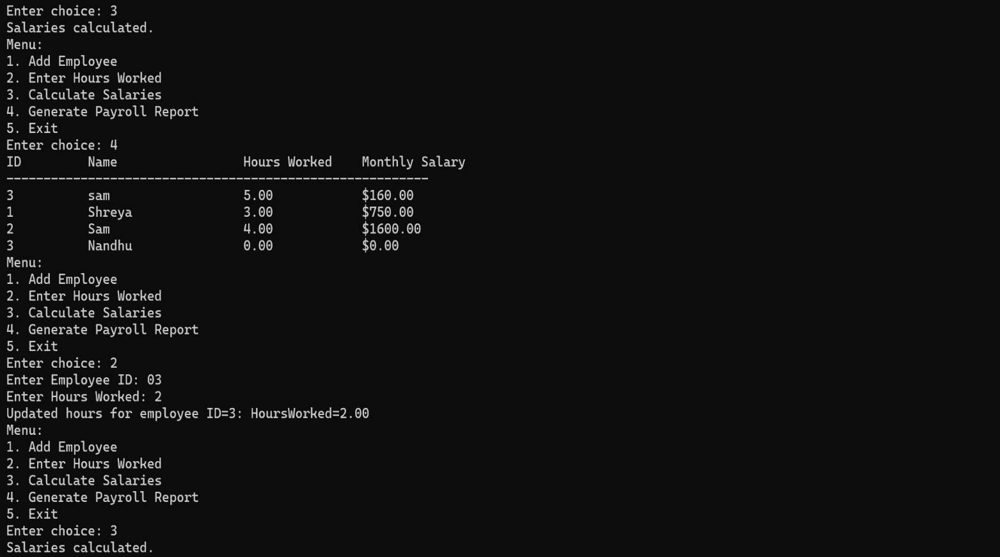 Enter choice: 3
Salaries calculated.
Menu:
1. Add Employee
2. Enter Hours Worked
3. Calculate Salaries
4. Generate Payroll Report
5. Exit
Enter choice: 4
ID         Name                 Hours Worked    Monthly Salary
---------------------------------------------------------
3          sam                  5.00            $160.00
1          Shreya               3.00            $750.00
2          Sam                  4.00            $1600.00
3          Nandhu               0.00            $0.00
Menu:
1. Add Employee
2. Enter Hours Worked
3. Calculate Salaries
4. Generate Payroll Report
5. Exit
Enter choice: 2
Enter Employee ID: 03
Enter Hours Worked: 2
Updated hours for employee ID=3: HoursWorked=2.00
Menu:
1. Add Employee
2. Enter Hours Worked
3. Calculate Salaries
4. Generate Payroll Report
5. Exit
Enter choice: 3
Salaries calculated.